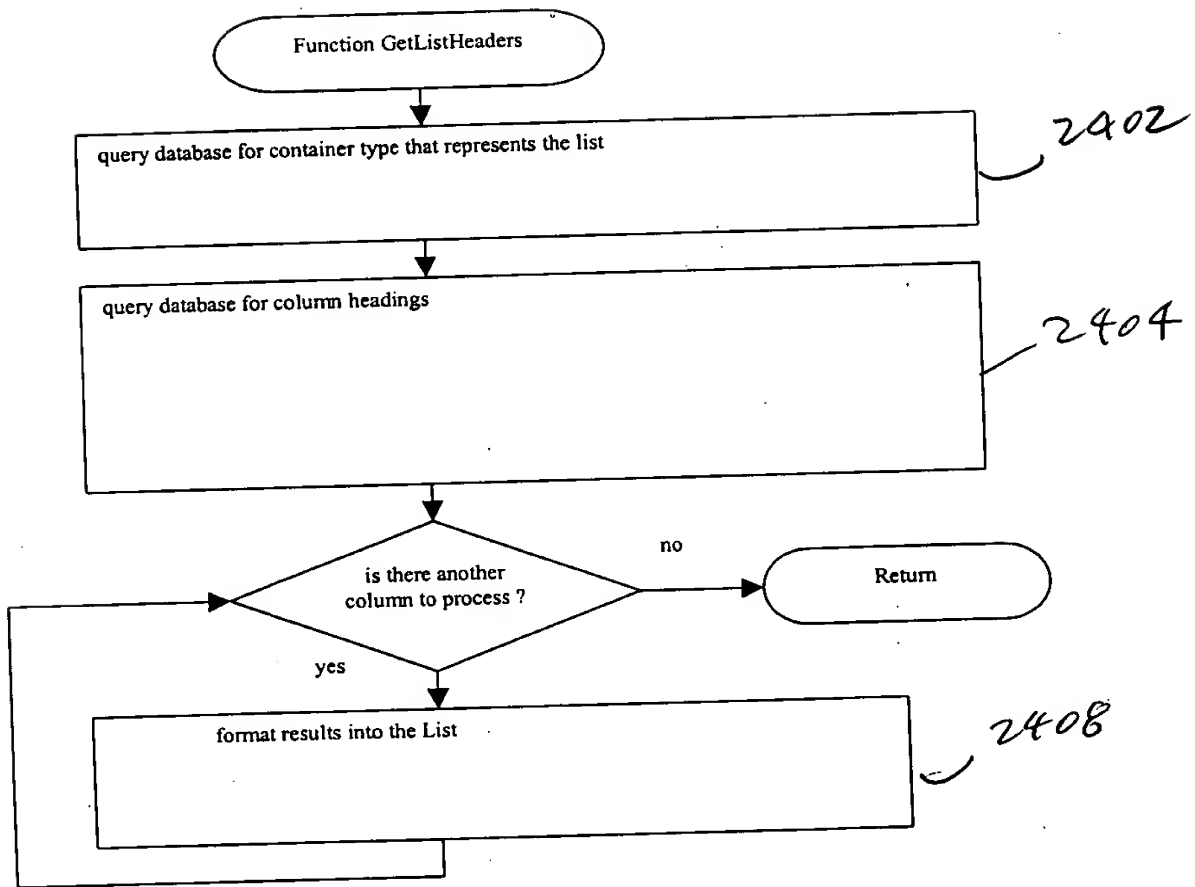 Function GetListHeaders
query database for container type that represents the list
2402
query database for column headings
2404
is there another
column to process ?
no
Return
yes
format results into the List
2408